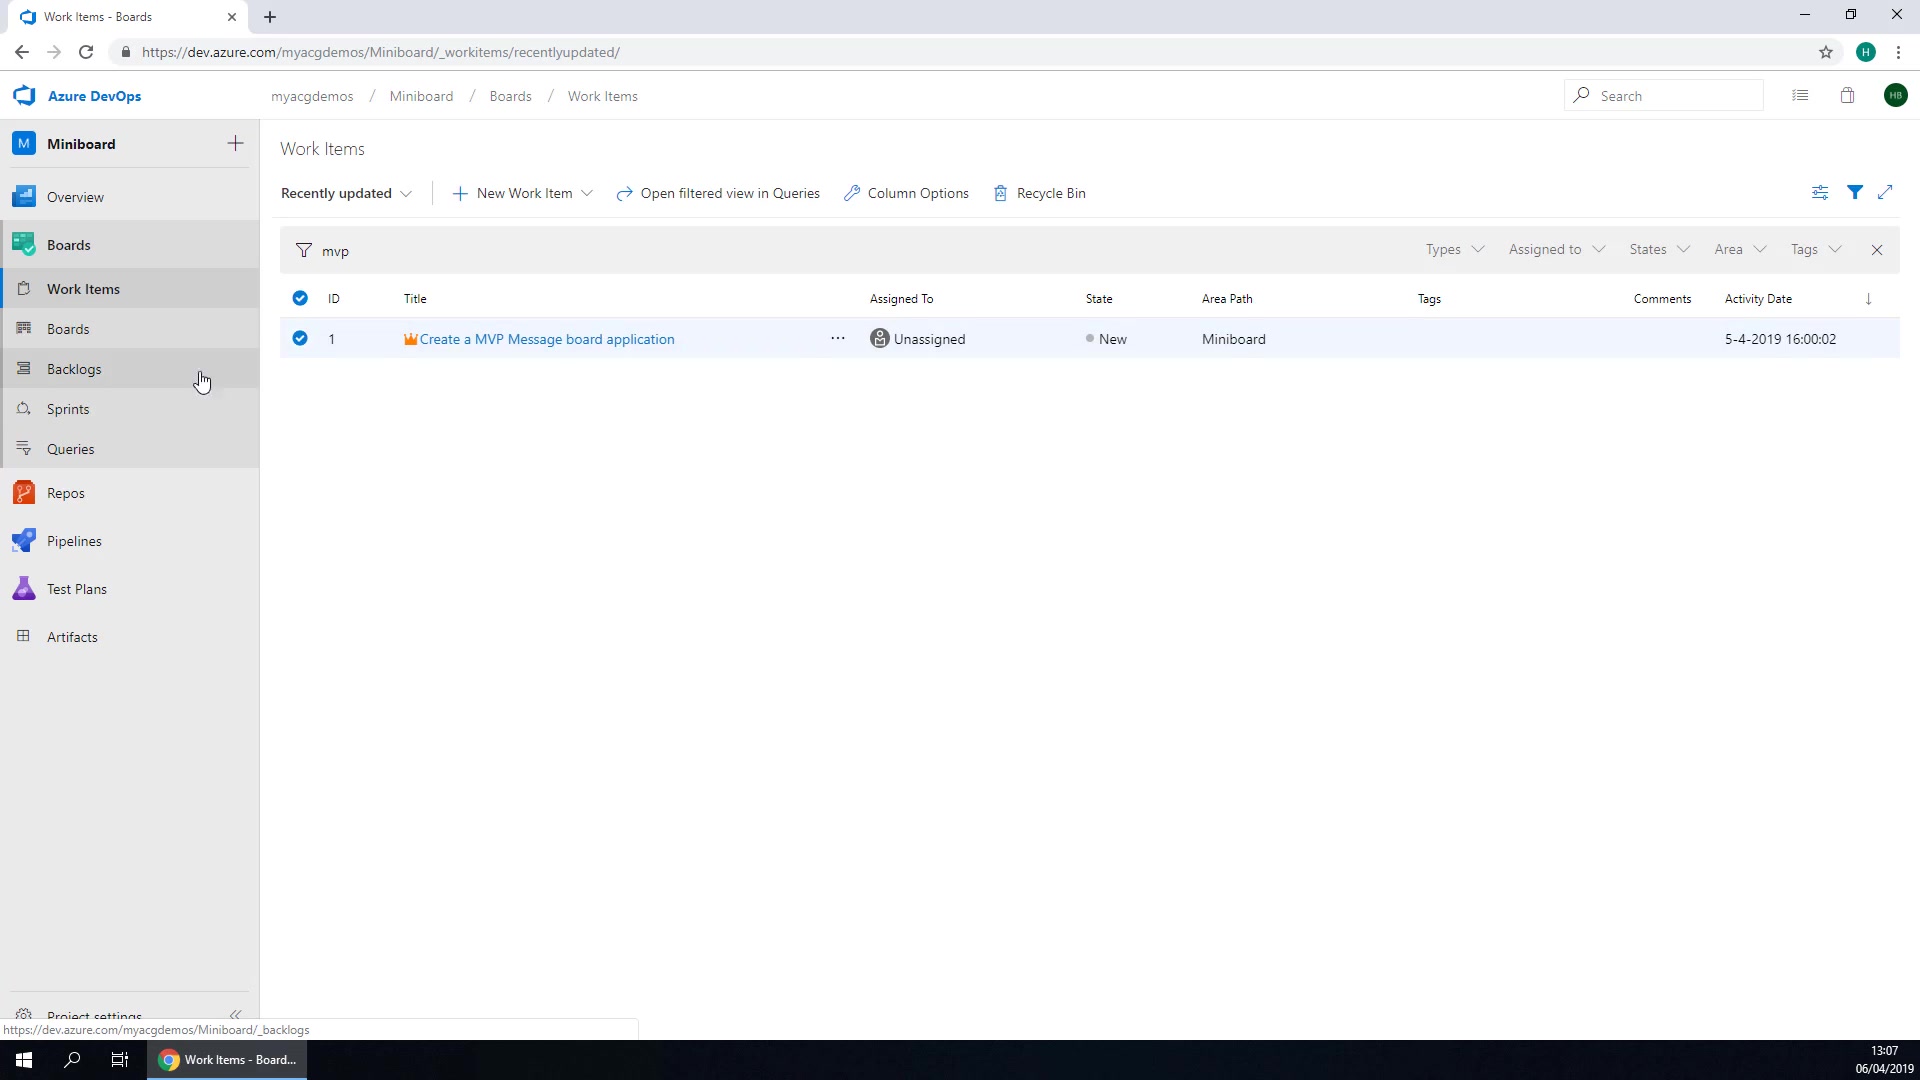 Work Items - Boards
https://dev.azure.com/myacgdemos/Miniboard/_workitems/recentlyupdated/
H
Azure DevOps
myacgdemos / Miniboard / Boards / Work Items
Search
HB
M Miniboard
Work Items
Overview
Recently updated
New Work Item
Open filtered view in Queries
Column Options
Recycle Bin
Boards
mvp
Types
Assigned to
States
Area
Tags
Work Items
ID Title Assigned To State Area Path Tags Comments Activity Date
Boards
1 Create a MVP Message board application ... Unassigned New Miniboard 5-4-2019 16:00:02
Backlogs
Sprints
Queries
Repos
Pipelines
Test Plans
Artifacts
Project settings
https://dev.azure.com/myacgdemos/Miniboard/_backlogs
Work Items - Board...
13:07
06/04/2019